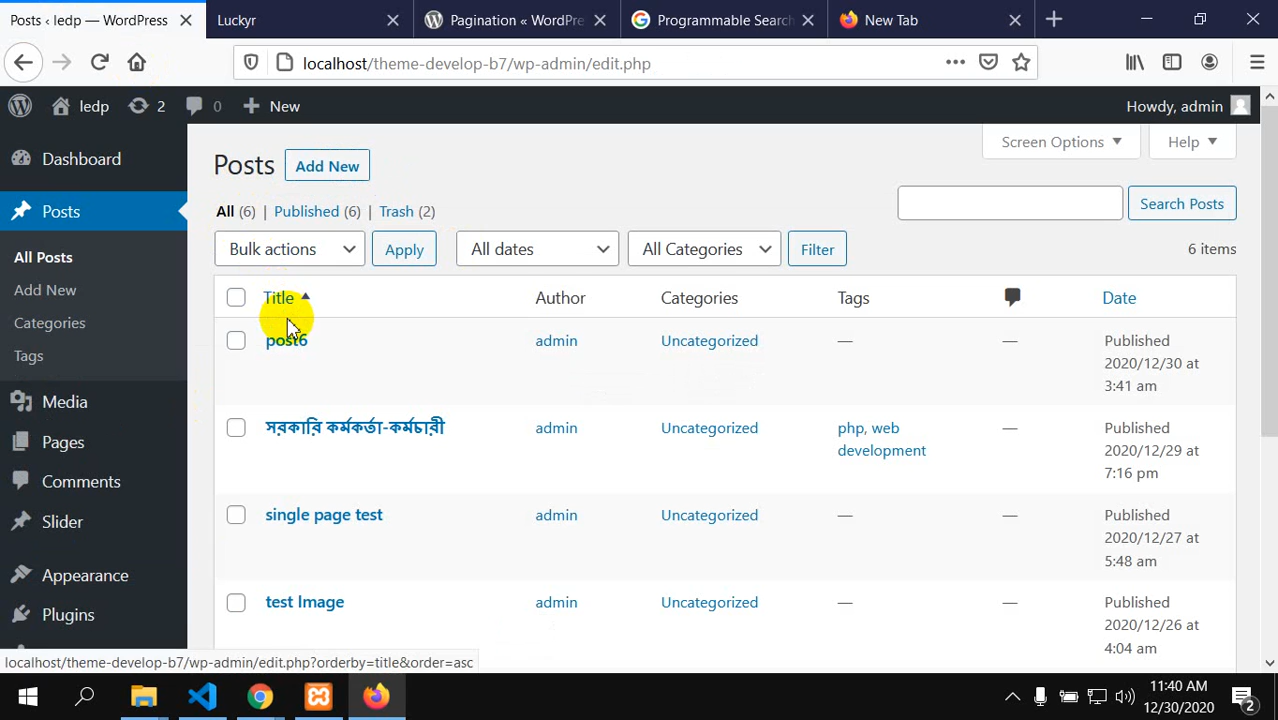 Posts ‹ ledp — WordPress
Luckyr
Pagination « WordPre
Programmable Search
New Tab
localhost/theme-develop-b7/wp-admin/edit.php
ledp
2
0
New
Howdy, admin
Dashboard
Posts
All Posts
Add New
Categories
Tags
Media
Pages
Comments
Slider
Appearance
Plugins
Screen Options
Help
Posts
Add New
All (6) | Published (6) | Trash (2)
Search Posts
Bulk actions
Apply
All dates
All Categories
Filter
6 items
Title
Author
Categories
Tags
Date
post6
admin
Uncategorized
—
—
Published
2020/12/30 at
3:41 am
সরকারি কর্মকর্তা-কর্মচারী
admin
Uncategorized
php, web
development
—
Published
2020/12/29 at
7:16 pm
single page test
admin
Uncategorized
—
—
Published
2020/12/27 at
5:48 am
test Image
admin
Uncategorized
—
—
Published
2020/12/26 at
4:04 am
localhost/theme-develop-b7/wp-admin/edit.php?orderby=title&order=asc
11:40 AM
12/30/2020
2